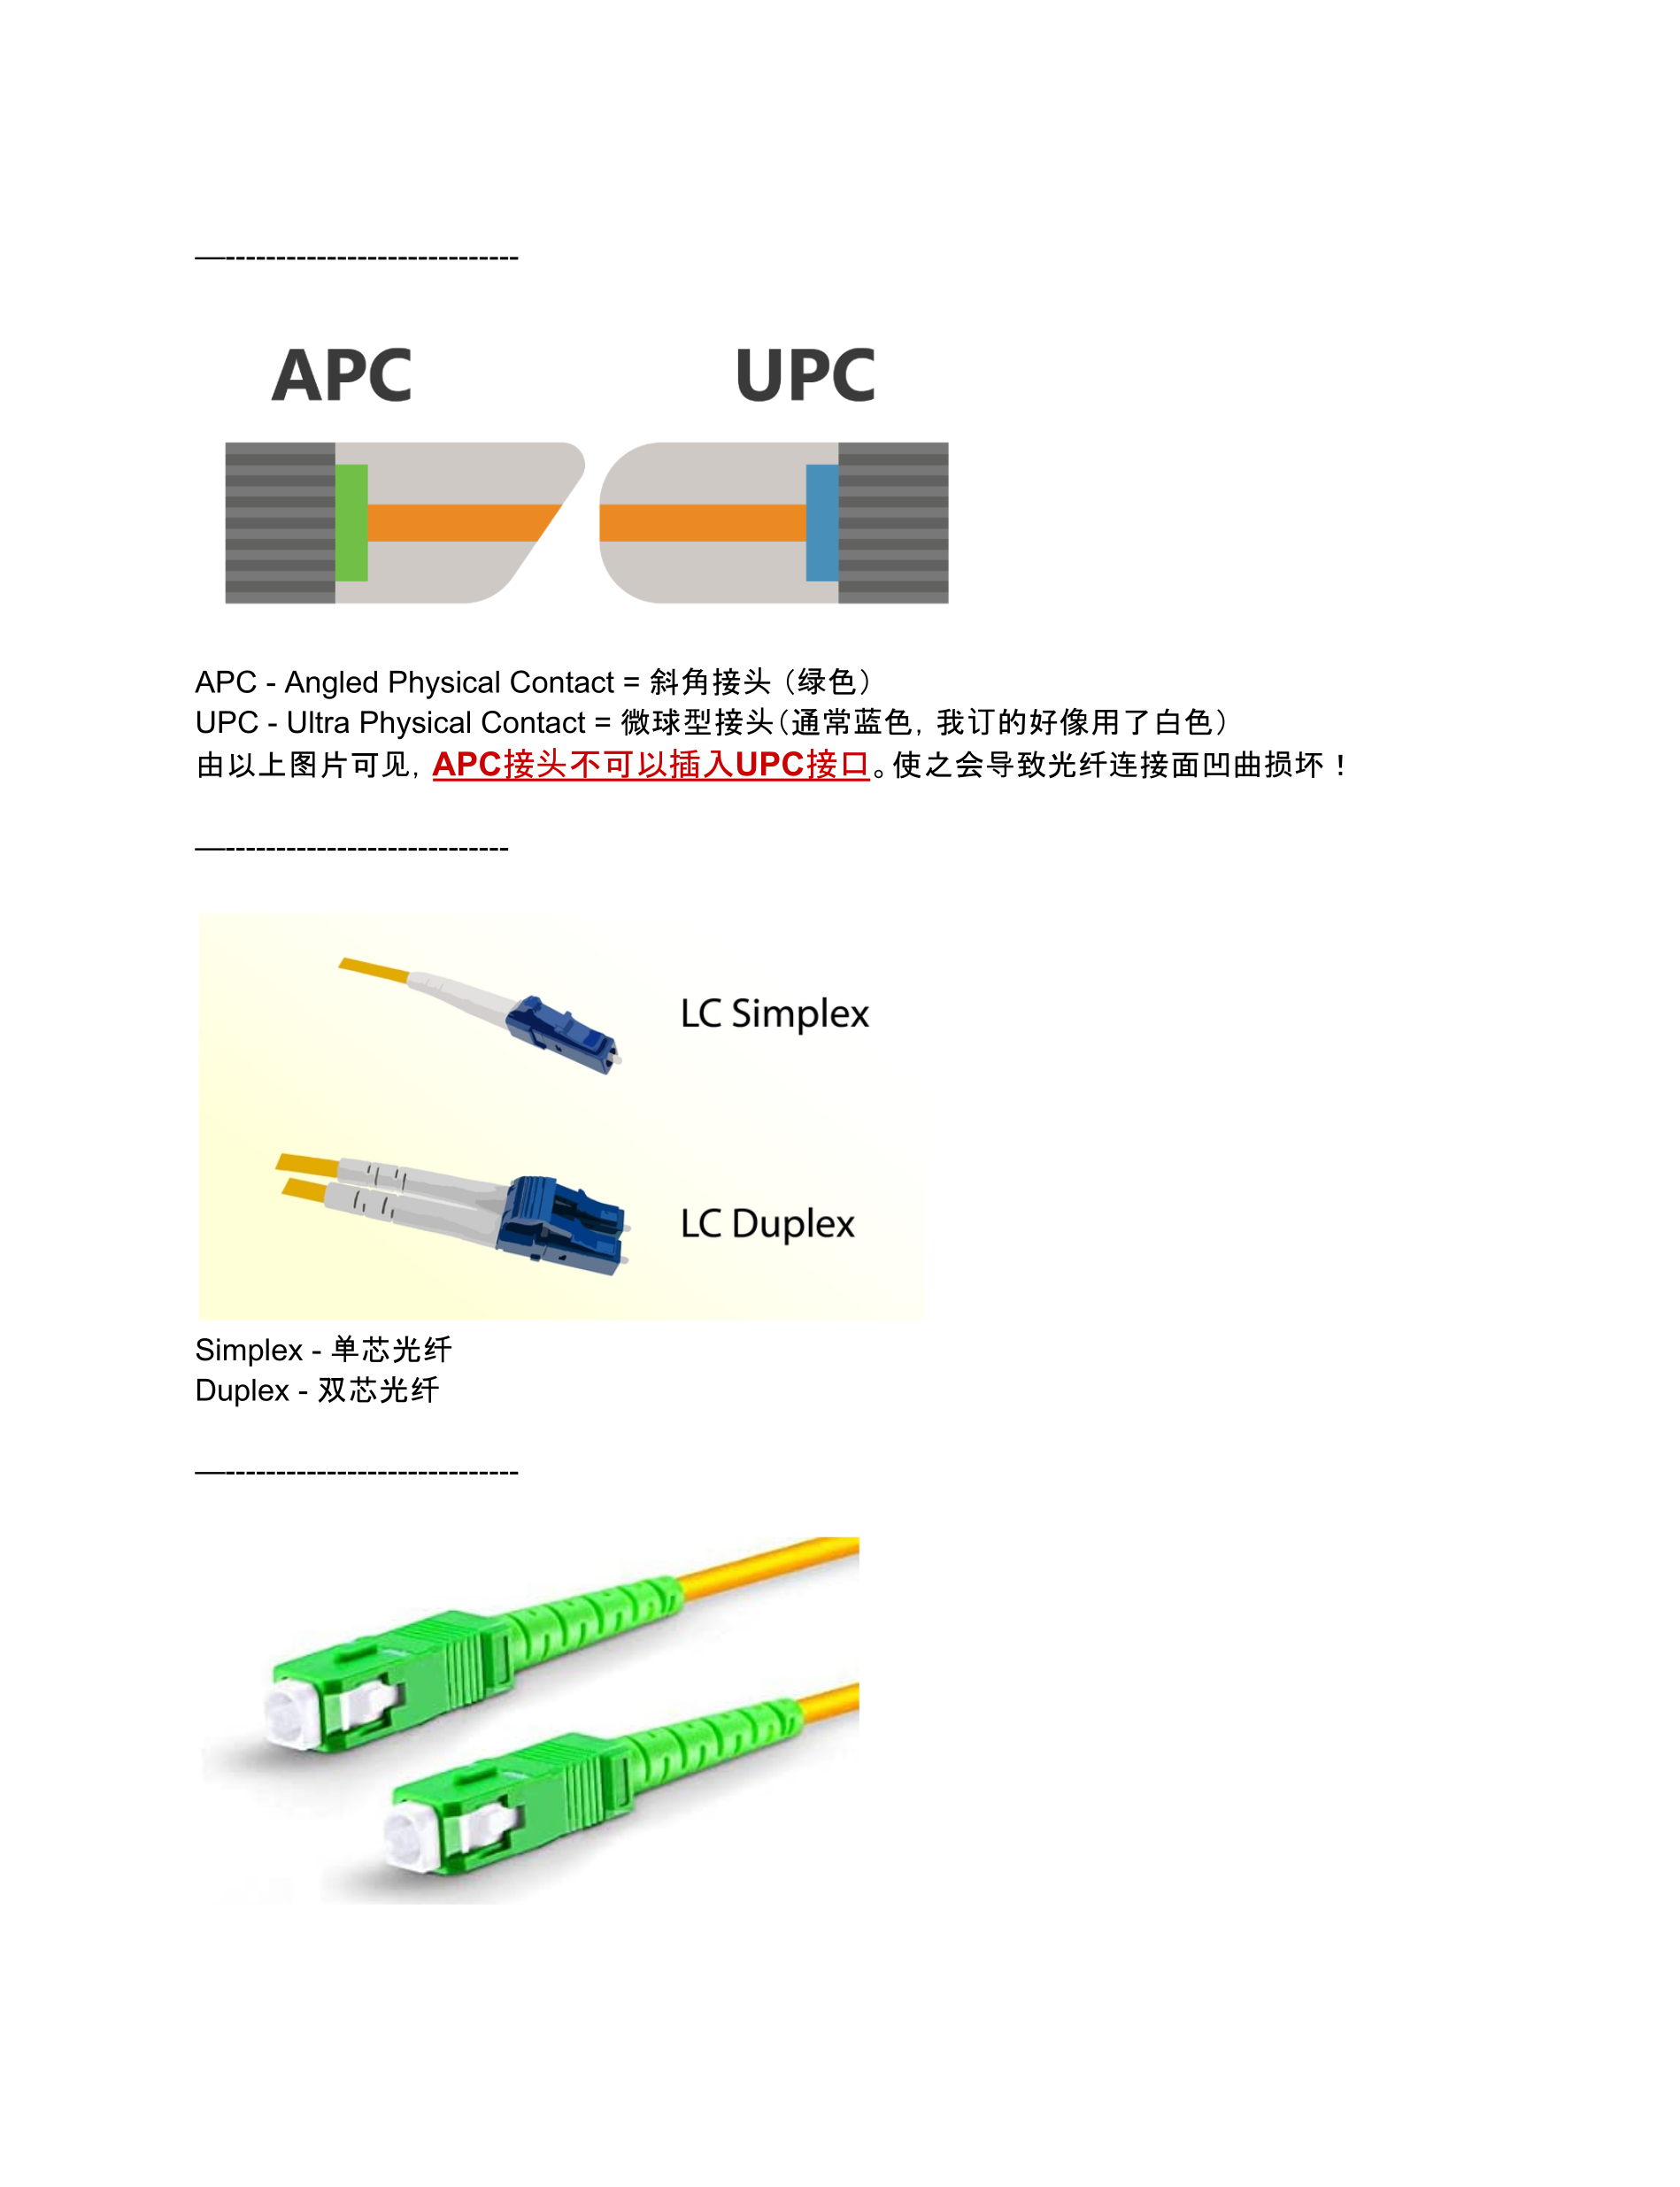 —-----------------------------
APC UPC
APC - Angled Physical Contact = 斜角接头（绿色）
UPC - Ultra Physical Contact = 微球型接头（通常蓝色，我订的好像用了白色）
由以上图片可见，APC接头不可以插入UPC接口。使之会导致光纤连接面凹曲损坏！
—----------------------------
LC Simplex
LC Duplex
Simplex - 单芯光纤
Duplex - 双芯光纤
—-----------------------------